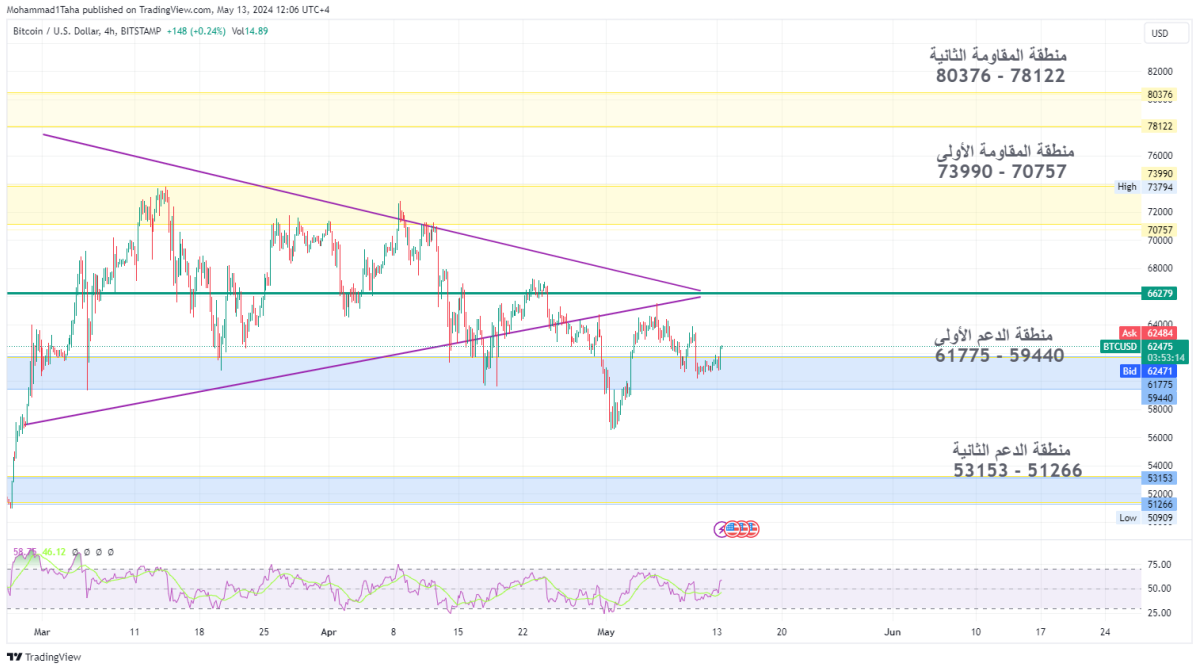 Mohammad1Taha published on TradingView.com, May 13, 2024 12:06 UTC+4
Bitcoin / U.S. Dollar, 4h, BITSTAMP +148 (+0.24%) Vol14.89
USD
منطقة المقاومة الثانية
80376 - 78122
82000
80376
78122
منطقة المقاومة الأولى
73990 - 70757
76000
73990
High 73794
72000
70757
70000
68000
66279
64000
منطقة الدعم الأولى
61775 - 59440
Ask 62484
BTCUSD 62475
03:53:14
Bid 62471
61775
59440
58000
56000
منطقة الدعم الثانية
53153 - 51266
54000
53153
52000
51266
Low 50909
58.75 46.12 Ø Ø Ø Ø
75.00
50.00
25.00
Mar 11 18 25 Apr 8 15 22 May 13 20 Jun 10 17 24
TradingView